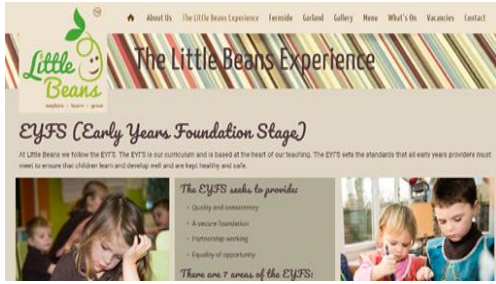 About Us The Little Beans Experience Fernside Garland Gallery Menu What's On Vacancies Contact
Little
Beans
explore - learn - grow
The Little Beans Experience
EYFS (Early Years Foundation Stage)
At Little Beans we follow the EYFS. The EYFS is our curriculum and is based at the heart of our teaching. The EYFS sets the standards that all early years providers must
meet to ensure that children learn and develop well and are kept healthy and safe.
The EYFS seeks to provide:
Quality and consistency
A secure foundation
Partnership working
Equality of opportunity
There are 7 areas of the EYFS: